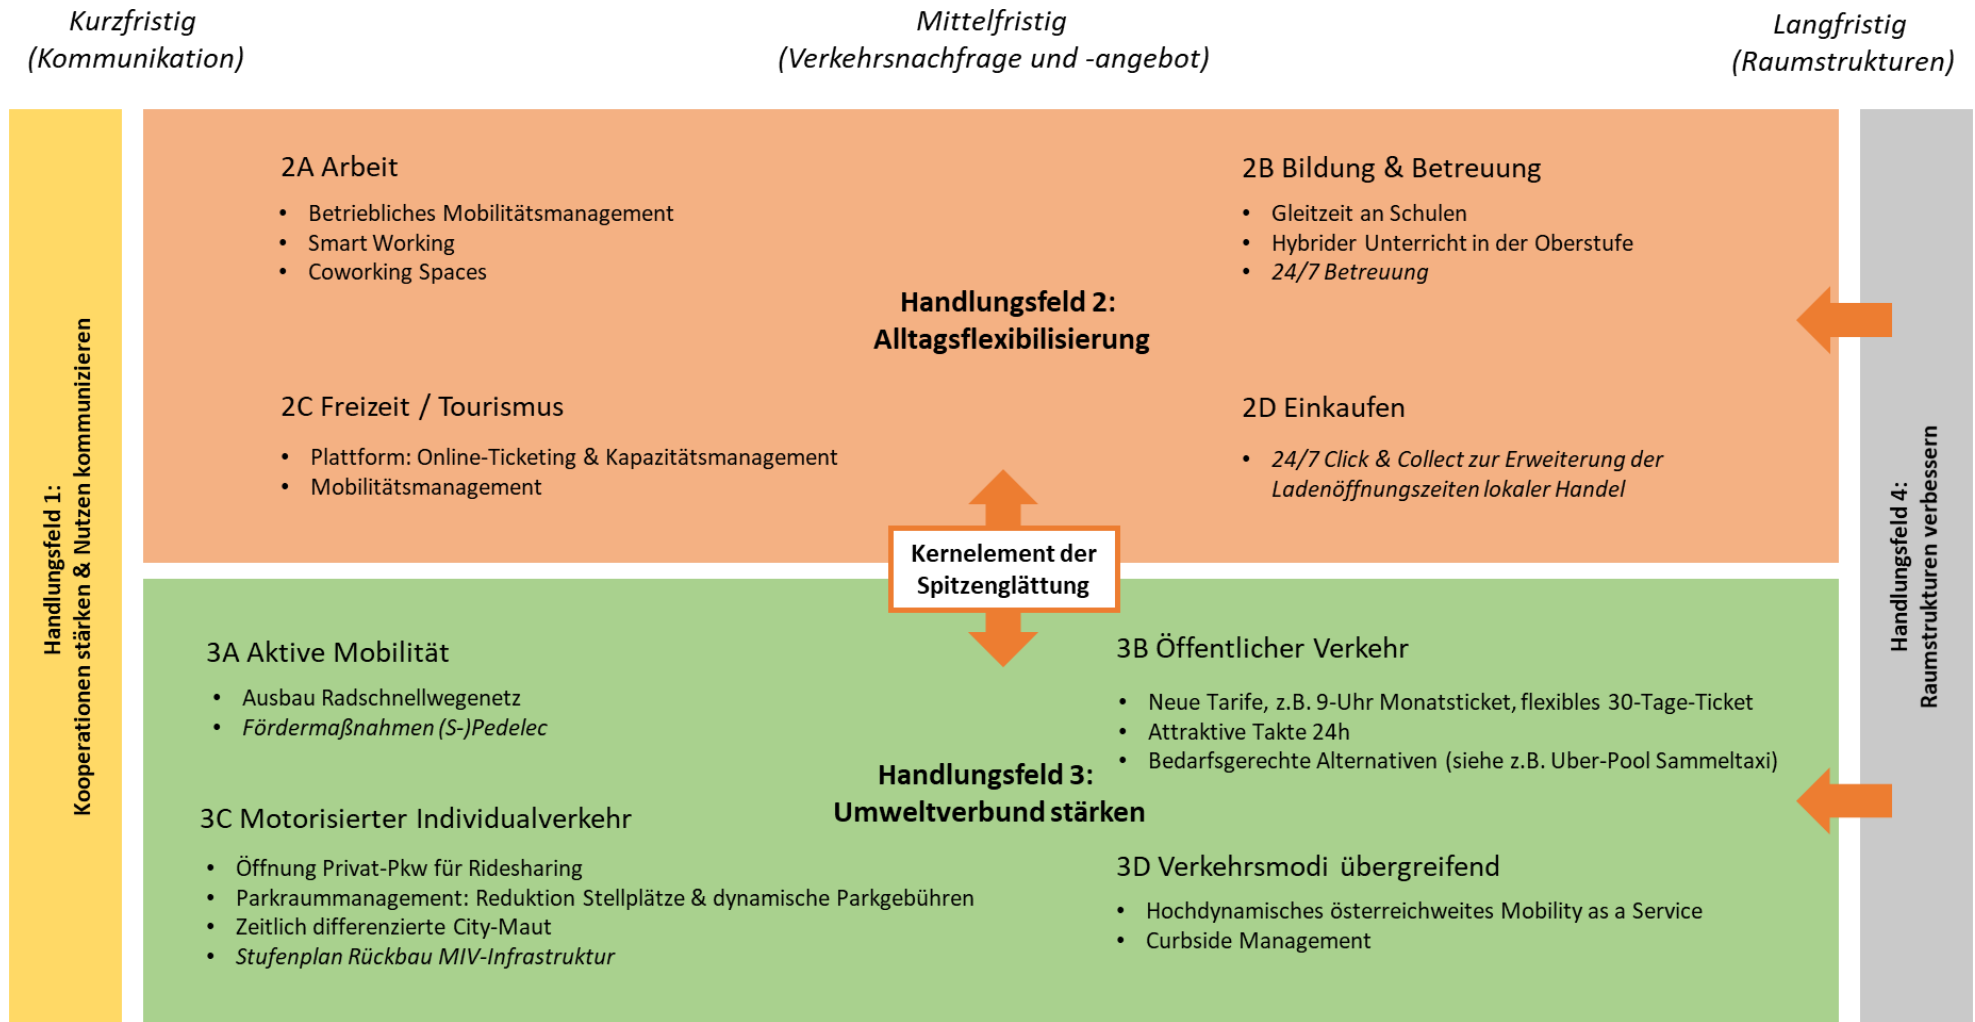 Kurzfristig
(Kommunikation)
Mittelfristig
(Verkehrsnachfrage und -angebot)
Langfristig
(Raumstrukturen)
Handlungsfeld 1:
Kooperationen stärken & Nutzen kommunizieren
2A Arbeit
• Betriebliches Mobilitätsmanagement
• Smart Working
• Coworking Spaces
2B Bildung & Betreuung
• Gleitzeit an Schulen
• Hybrider Unterricht in der Oberstufe
• 24/7 Betreuung
Handlungsfeld 2:
Alltagsflexibilisierung
2C Freizeit / Tourismus
• Plattform: Online-Ticketing & Kapazitätsmanagement
• Mobilitätsmanagement
2D Einkaufen
• 24/7 Click & Collect zur Erweiterung der
Ladenöffnungszeiten lokaler Handel
Kernelement der
Spitzenglättung
3A Aktive Mobilität
• Ausbau Radschnellwegenetz
• Fördermaßnahmen (S-)Pedelec
3B Öffentlicher Verkehr
• Neue Tarife, z.B. 9-Uhr Monatsticket, flexibles 30-Tage-Ticket
• Attraktive Takte 24h
• Bedarfsgerechte Alternativen (siehe z.B. Uber-Pool Sammeltaxi)
Handlungsfeld 3:
Umweltverbund stärken
3C Motorisierter Individualverkehr
• Öffnung Privat-Pkw für Ridesharing
• Parkraummanagement: Reduktion Stellplätze & dynamische Parkgebühren
• Zeitlich differenzierte City-Maut
• Stufenplan Rückbau MIV-Infrastruktur
3D Verkehrsmodi übergreifend
• Hochdynamisches österreichweites Mobility as a Service
• Curbside Management
Handlungsfeld 4:
Raumstrukturen verbessern